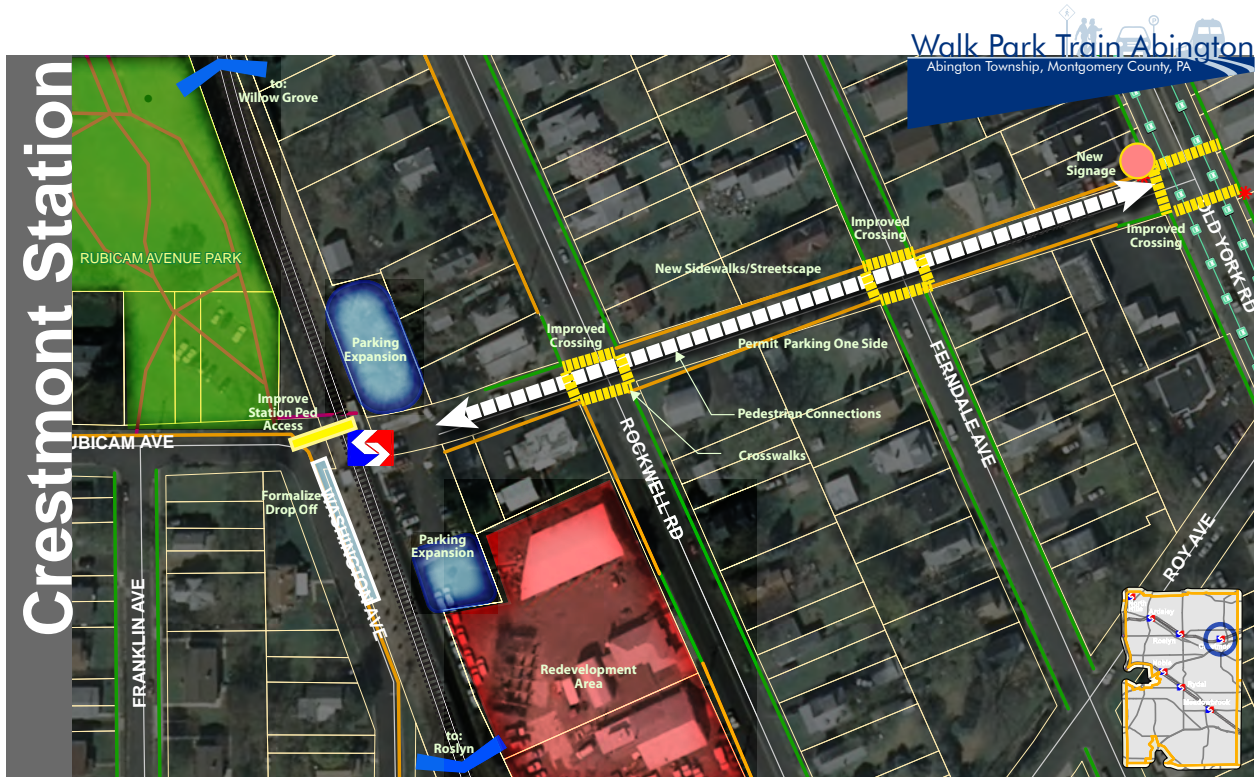 Walk Park Train Abington
Abington Township, Montgomery County, PA
Crestmont Station
to:
Willow Grove
New
Signage
RUBICAM AVENUE PARK
Improved
Crossing
Improved
Crossing
OLD YORK RD
New Sidewalks/Streetscape
Improved
Crossing
Parking
Expansion
Permit Parking One Side
FERNDALE AVE
Improve
Station Ped
Access
Pedestrian Connections
UBICAM AVE
ROCKWELL RD
Crosswalks
Formalize
Drop Off
WASHINGTON AVE
Parking
Expansion
ROY AVE
FRANKLIN AVE
Redevelopment
Area
to:
Roslyn
Ardsley
Rydal
Meadowbrook